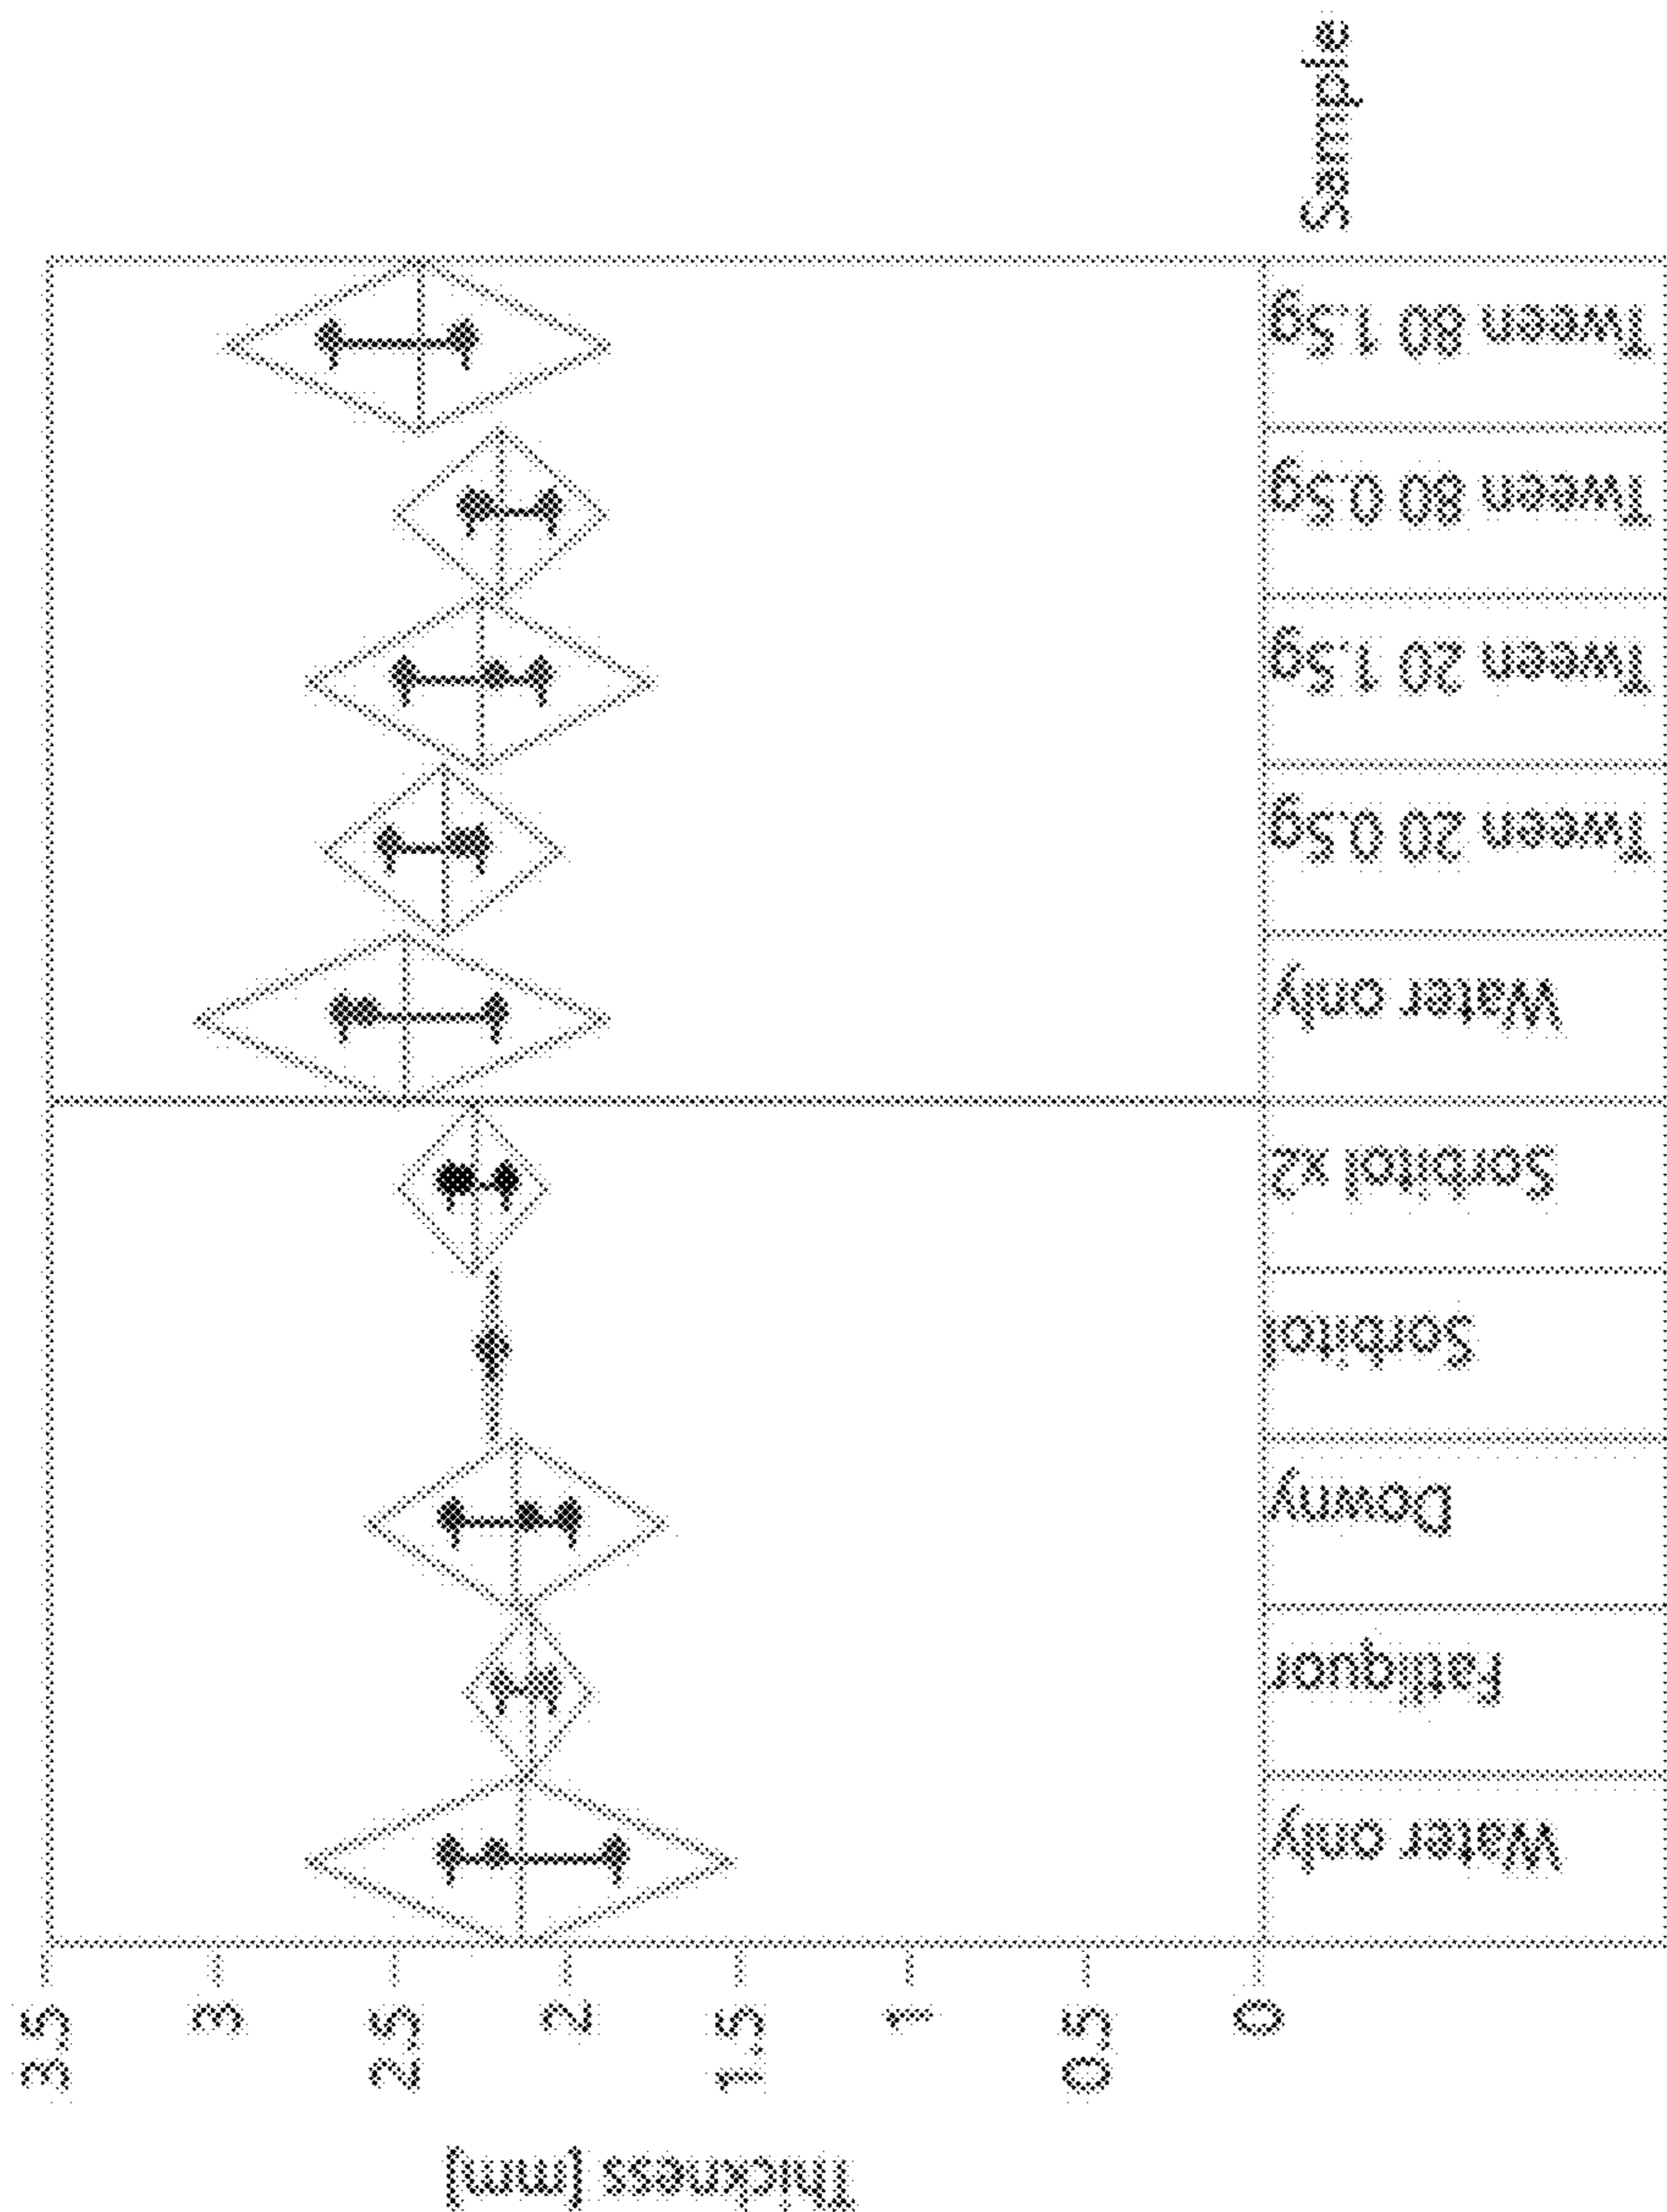 Thickness [mm]
3.5
3
2.5
2
1.5
1
0.5
0
Water only
Fatliquor
Downy
Sorbitol
Sorbitol x2
Water only
Tween 20 0.5g
Tween 20 1.5g
Tween 80 0.5g
Tween 80 1.5g
Sample